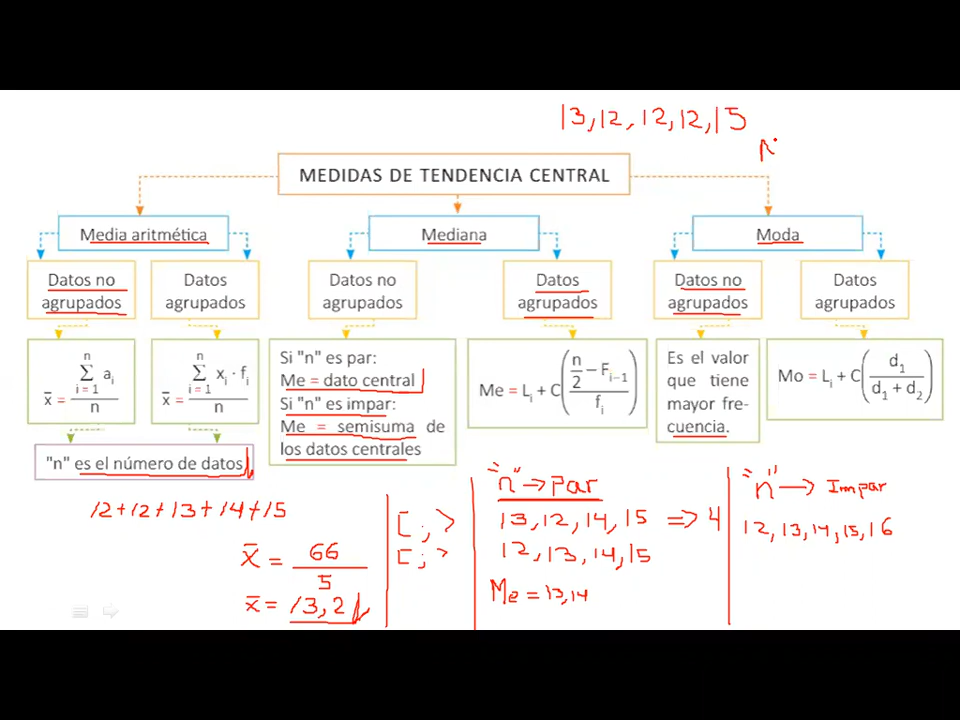 13, 12, 12, 12, 15
MEDIDAS DE TENDENCIA CENTRAL
Media aritmética
Mediana
Moda
Datos no
agrupados
Datos
agrupados
Datos no
agrupados
Datos
agrupados
Datos no
agrupados
Datos
agrupados
x̄ = Σ i = 1 n aᵢ / n
x̄ = Σ i = 1 n xᵢ · fᵢ / n
"n" es el número de datos
Si "n" es par:
Me = dato central
Si "n" es impar:
Me = semisuma de
los datos centrales
Me = Lᵢ + C( (n/2 − Fᵢ₋₁) / fᵢ )
Es el valor
que tiene
mayor fre-
cuencia.
Mo = Lᵢ + C( d₁ / (d₁ + d₂) )
12+12+13+14+15
x̄ = 66 / 5
x̄ = 13,2
[ ; >
[ ; >
"n" → Par
13, 12, 14, 15 => 4
12, 13, 14, 15
Me = 13, 14
"n" → Impar
12, 13, 14, 15, 16